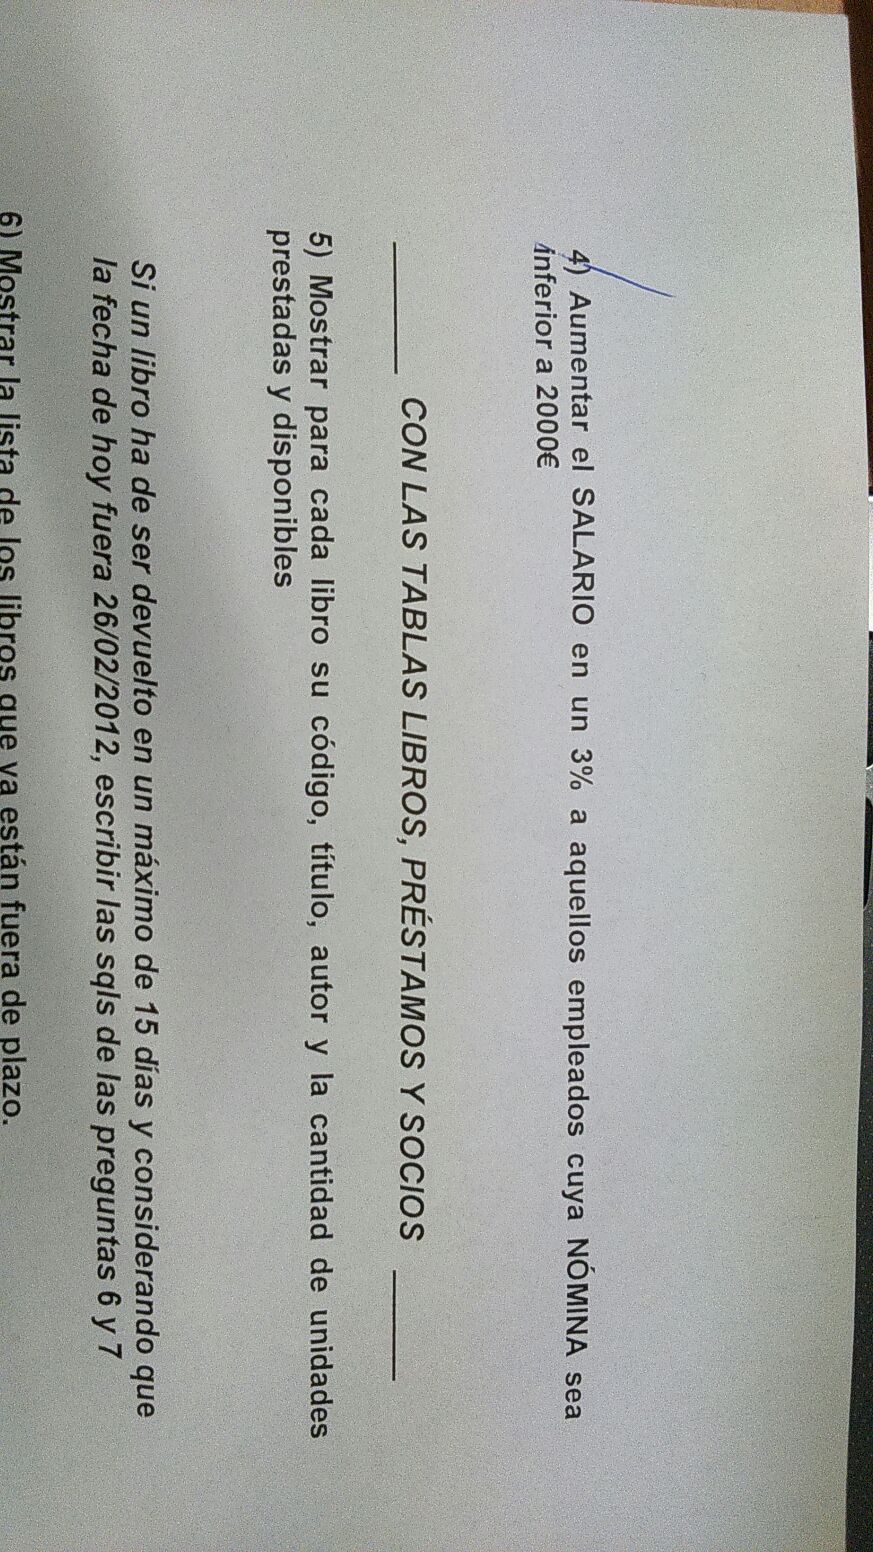 4) Aumentar el SALARIO en un 3% a aquellos empleados cuya NÓMINA sea
inferior a 2000€
CON LAS TABLAS LIBROS, PRÉSTAMOS Y SOCIOS
5) Mostrar para cada libro su código, título, autor y la cantidad de unidades
prestadas y disponibles
Si un libro ha de ser devuelto en un máximo de 15 días y considerando que
la fecha de hoy fuera 26/02/2012, escribir las sqls de las preguntas 6 y 7
6) Mostrar la lista de los libros que ya están fuera de plazo.